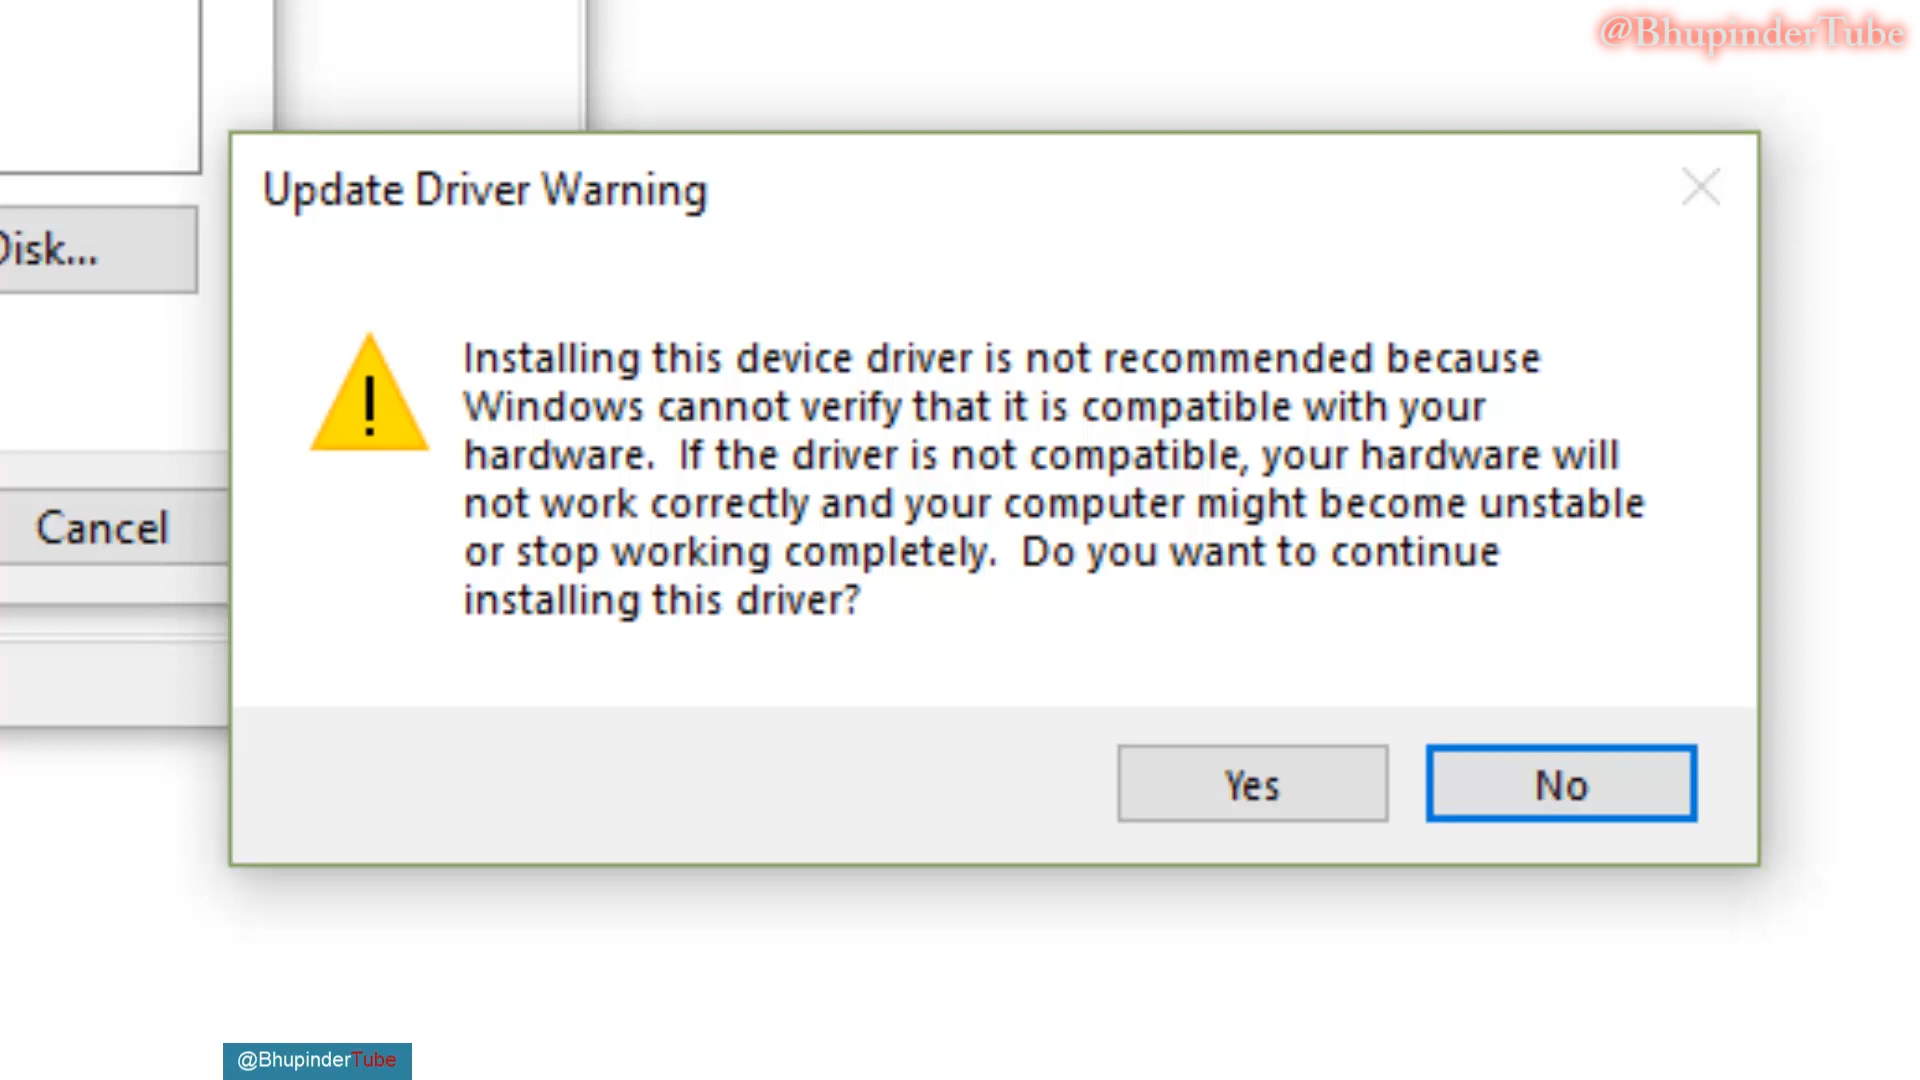 @BhupinderTube
Update Driver Warning
Disk...
Installing this device driver is not recommended because
Windows cannot verify that it is compatible with your
hardware.  If the driver is not compatible, your hardware will
not work correctly and your computer might become unstable
or stop working completely.  Do you want to continue
installing this driver?
Cancel
Yes
No
@BhupinderTube